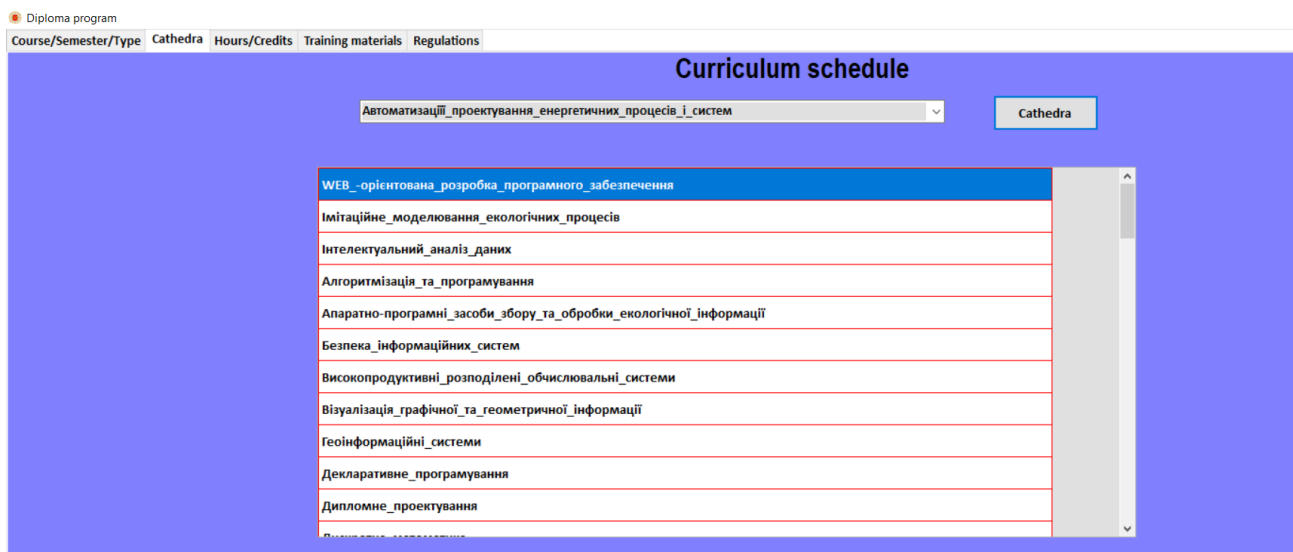 Diploma program
Course/Semester/Type Cathedra Hours/Credits Training materials Regulations
Curriculum schedule
Автоматизаціїї_проектування_енергетичних_процесів_і_систем
Cathedra
WEB_-орієнтована_розробка_програмного_забезпечення
Імітаційне_моделювання_екологічних_процесів
Інтелектуальний_аналіз_даних
Алгоритмізація_та_програмування
Апаратно-програмні_засоби_збору_та_обробки_екологічної_інформації
Безпека_інформаційних_систем
Високопродуктивні_розподілені_обчислювальні_системи
Візуалізація_графічної_та_геометричної_інформації
Геоінформаційні_системи
Декларативне_програмування
Дипломне_проектування